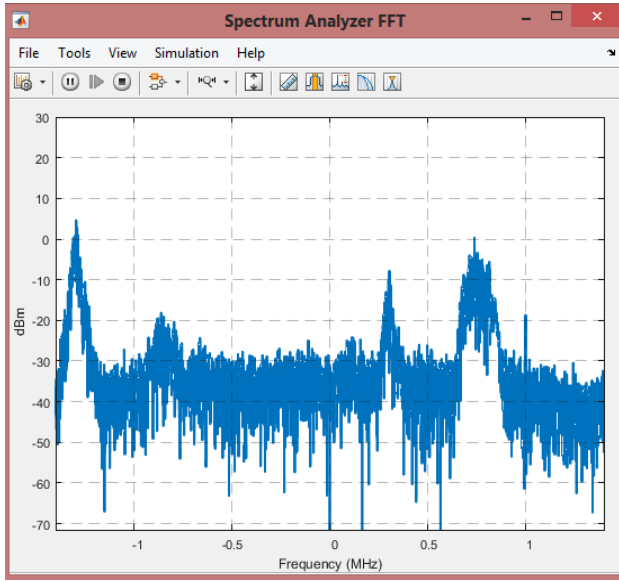 Spectrum Analyzer FFT
File Tools View Simulation Help
30
20
10
0
-10
-20
-30
-40
-50
-60
-70
dBm
-1 -0.5 0 0.5 1
Frequency (MHz)